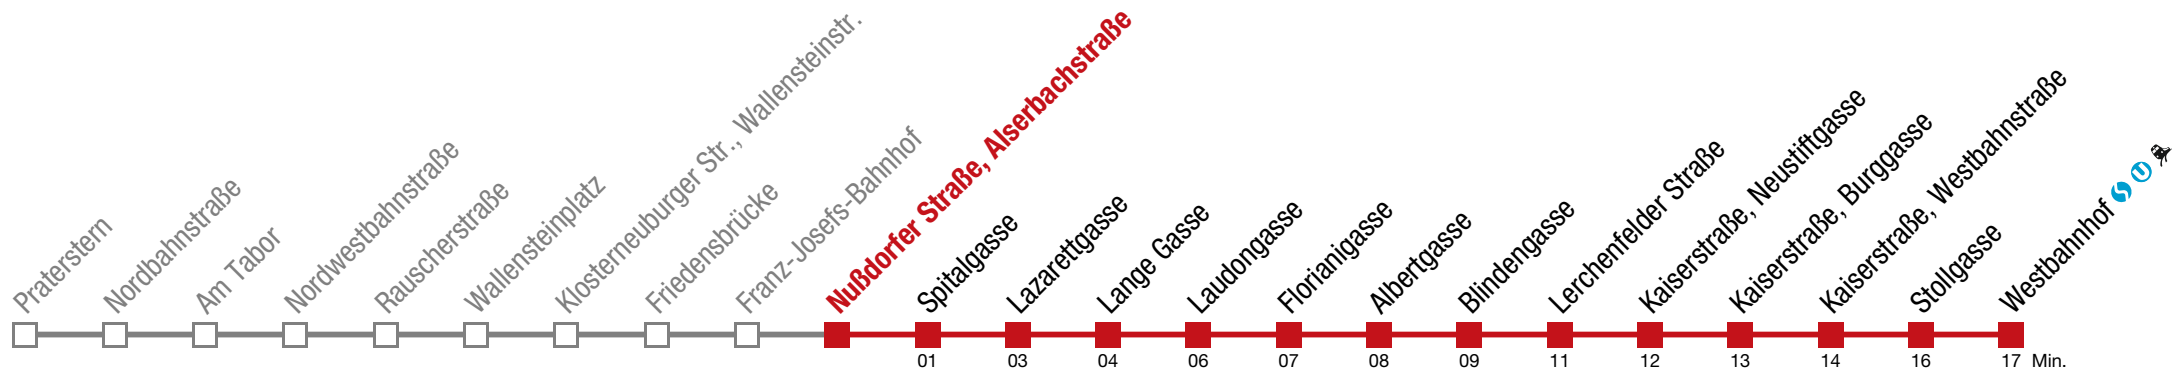 Praterstern
Nordbahnstraße
Am Tabor
Nordwestbahnstraße
Rauscherstraße
Wallensteinplatz
Klosterneuburger Str., Wallensteinstr.
Friedensbrücke
Franz-Josefs-Bahnhof
Nußdorfer Straße, Alserbachstraße
Spitalgasse
Lazarettgasse
Lange Gasse
Laudongasse
Florianigasse
Albertgasse
Blindengasse
Lerchenfelder Straße
Kaiserstraße, Neustiftgasse
Kaiserstraße, Burggasse
Kaiserstraße, Westbahnstraße
Stollgasse
Westbahnhof S U
01 03 04 06 07 08 09 11 12 13 14 16 17 Min.